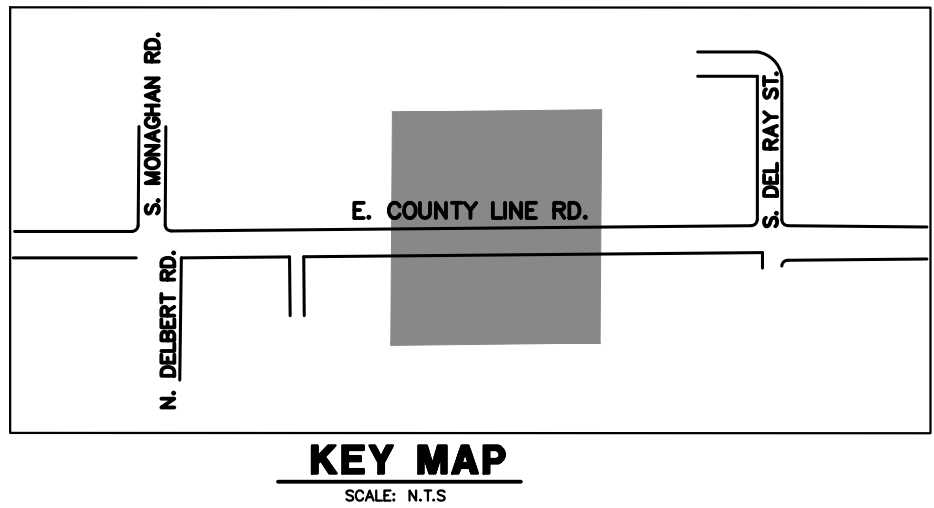 S. MONAGHAN RD.
S. DEL RAY ST.
E. COUNTY LINE RD.
N. DELBERT RD.
KEY MAP
SCALE: N.T.S